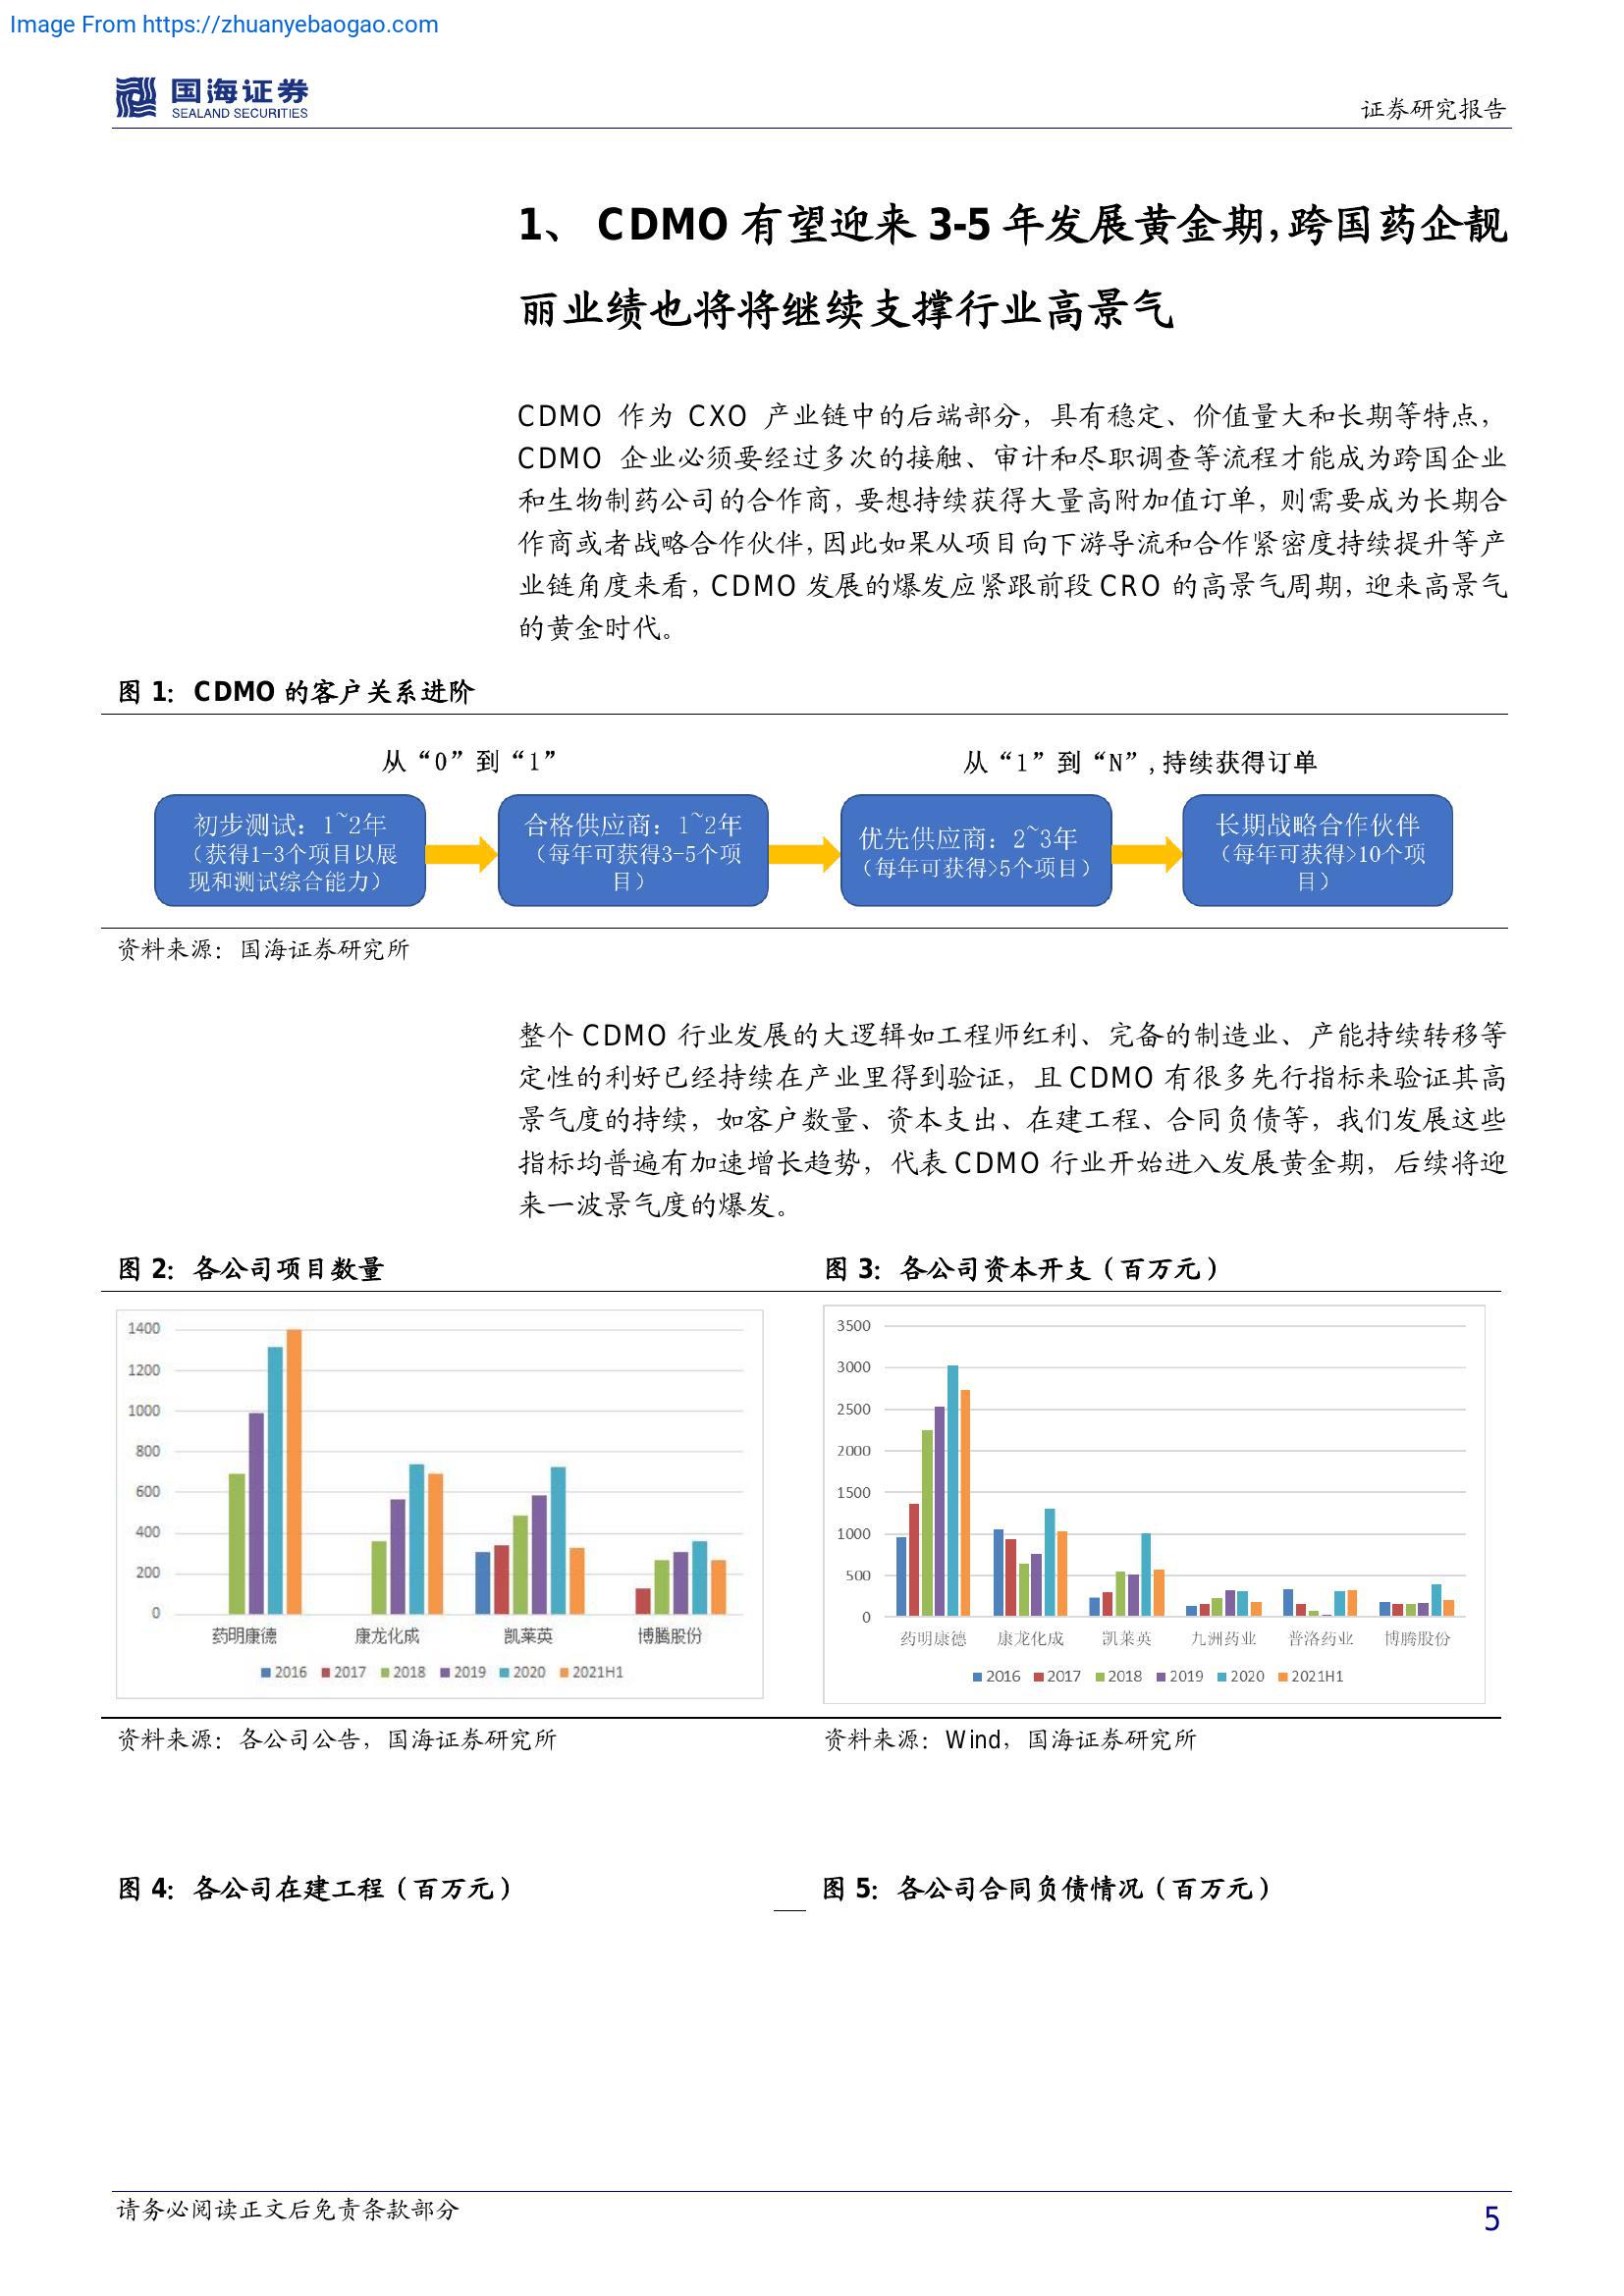 Image From https://zhuanyebaogao.com
国海证券
SEALAND SECURITIES
证券研究报告
1、 CDMO 有望迎来 3-5 年发展黄金期，跨国药企靓
丽业绩也将将继续支撑行业高景气
CDMO 作为 CXO 产业链中的后端部分，具有稳定、价值量大和长期等特点，
CDMO 企业必须要经过多次的接触、审计和尽职调查等流程才能成为跨国企业
和生物制药公司的合作商，要想持续获得大量高附加值订单，则需要成为长期合
作商或者战略合作伙伴，因此如果从项目向下游导流和合作紧密度持续提升等产
业链角度来看，CDMO 发展的爆发应紧跟前段 CRO 的高景气周期，迎来高景气
的黄金时代。
图 1：CDMO 的客户关系进阶
从“0”到“1”
从“1”到“N”,持续获得订单
初步测试：1~2年
（获得1-3个项目以展
现和测试综合能力）
合格供应商：1~2年
（每年可获得3-5个项
目）
优先供应商：2~3年
（每年可获得>5个项目）
长期战略合作伙伴
（每年可获得>10个项
目）
资料来源：国海证券研究所
整个 CDMO 行业发展的大逻辑如工程师红利、完备的制造业、产能持续转移等
定性的利好已经持续在产业里得到验证，且 CDMO 有很多先行指标来验证其高
景气度的持续，如客户数量、资本支出、在建工程、合同负债等，我们发展这些
指标均普遍有加速增长趋势，代表 CDMO 行业开始进入发展黄金期，后续将迎
来一波景气度的爆发。
图 2：各公司项目数量
1400
1200
1000
800
600
400
200
0
药明康德 康龙化成 凯莱英 博腾股份
2016 2017 2018 2019 2020 2021H1
资料来源：各公司公告，国海证券研究所
图 3：各公司资本开支（百万元）
3500
3000
2500
2000
1500
1000
500
0
药明康德 康龙化成 凯莱英 九洲药业 普洛药业 博腾股份
2016 2017 2018 2019 2020 2021H1
资料来源：Wind，国海证券研究所
图 4：各公司在建工程（百万元）
图 5：各公司合同负债情况（百万元）
请务必阅读正文后免责条款部分
5